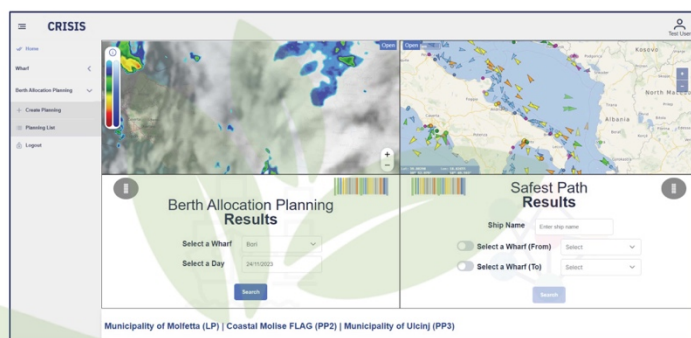 CRISIS
Test User
Home
Wharf
Berth Allocation Planning
Create Planning
Planning List
Logout
Open
Open
Kosovo
North Mac
Albania
+
−
+
−
Berth Allocation Planning
Results
Select a Wharf
Bari
Select a Day
24/11/2023
Search
Safest Path
Results
Ship Name
Enter ship name
Select a Wharf (From)
Select
Select a Wharf (To)
Select
Search
Municipality of Molfetta (LP) | Coastal Molise FLAG (PP2) | Municipality of Ulcinj (PP3)